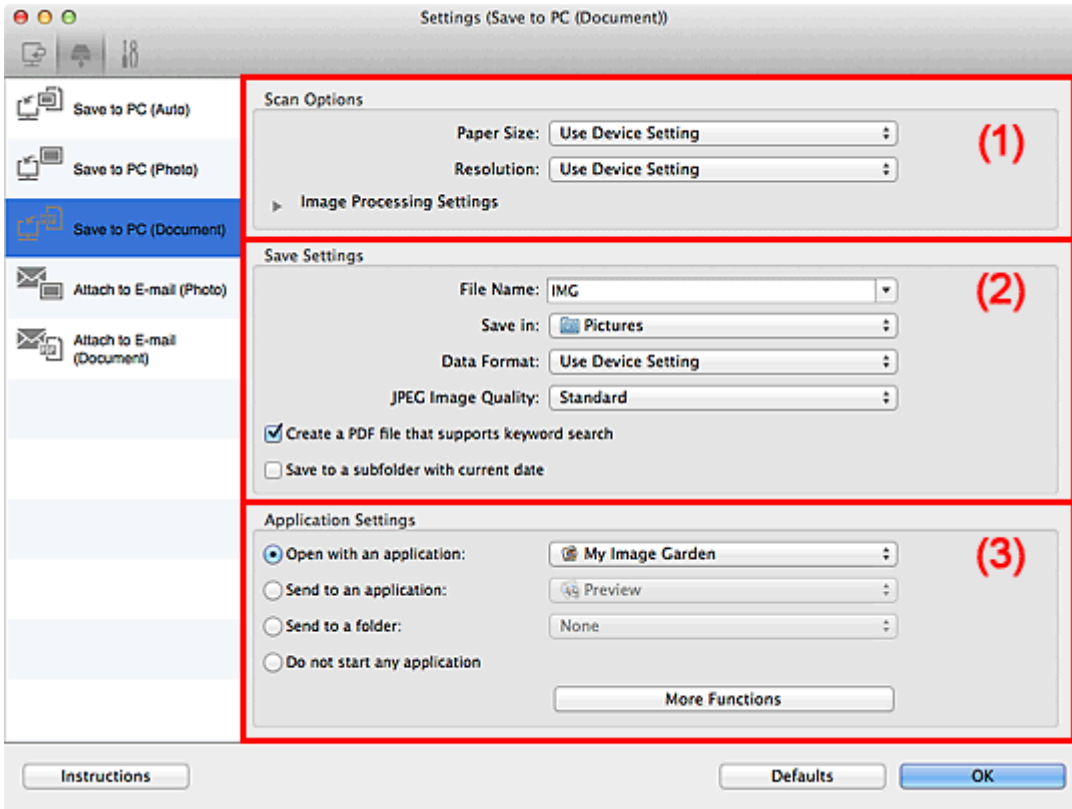 Settings (Save to PC (Document))
Save to PC (Auto)
Save to PC (Photo)
Save to PC (Document)
Attach to E-mail (Photo)
Attach to E-mail
(Document)
Scan Options
(1)
Paper Size: Use Device Setting
Resolution: Use Device Setting
Image Processing Settings
Save Settings
(2)
File Name: IMG
Save in: Pictures
Data Format: Use Device Setting
JPEG Image Quality: Standard
Create a PDF file that supports keyword search
Save to a subfolder with current date
Application Settings
(3)
Open with an application: My Image Garden
Send to an application: Preview
Send to a folder: None
Do not start any application
More Functions
Instructions Defaults OK